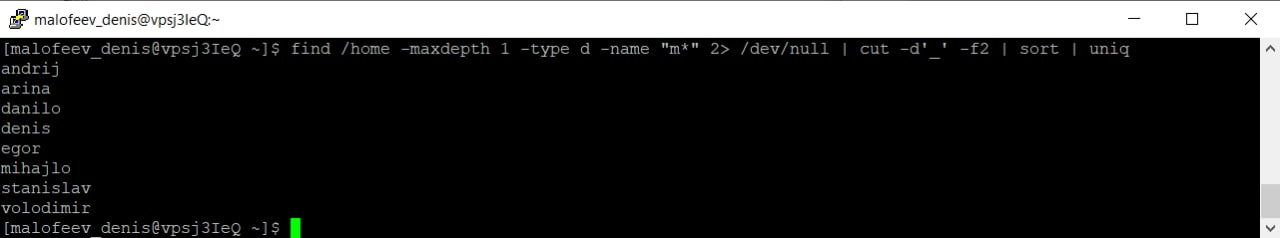 malofeev_denis@vpsj3IeQ:~
[malofeev_denis@vpsj3IeQ ~]$ find /home -maxdepth 1 -type d -name "m*" 2> /dev/null | cut -d'_' -f2 | sort | uniq
andrij
arina
danilo
denis
egor
mihajlo
stanislav
volodimir
[malofeev_denis@vpsj3IeQ ~]$